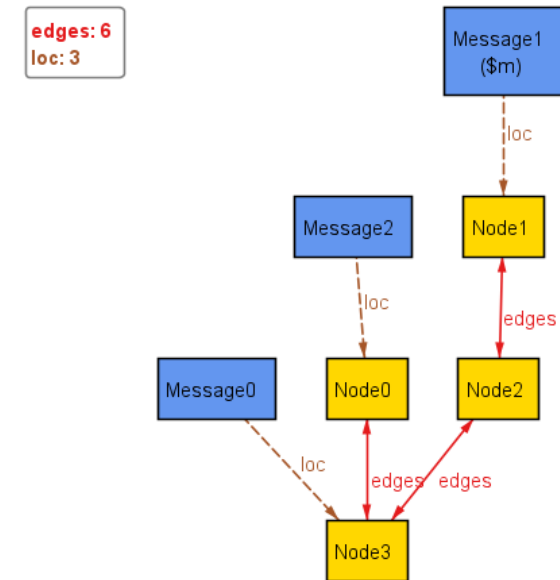 edges: 6
loc: 3
Message1
($m)
loc
Message2
Node1
loc
edges
Message0
Node0
Node2
loc
edges
edges
Node3